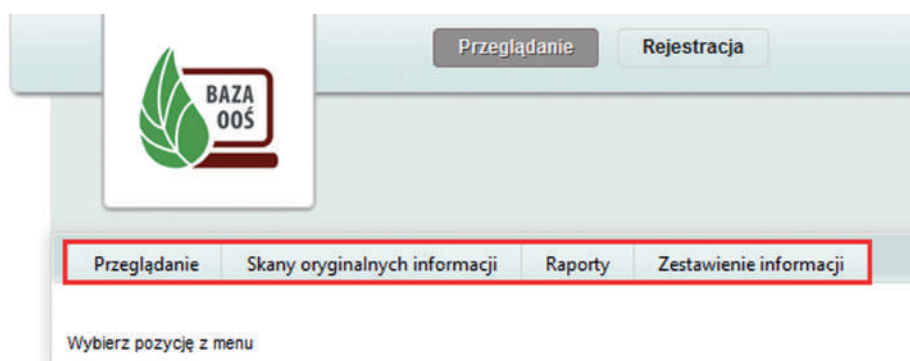 Przeglądanie Rejestracja
BAZA
OOŚ
Przeglądanie Skany oryginalnych informacji Raporty Zestawienie informacji
Wybierz pozycję z menu